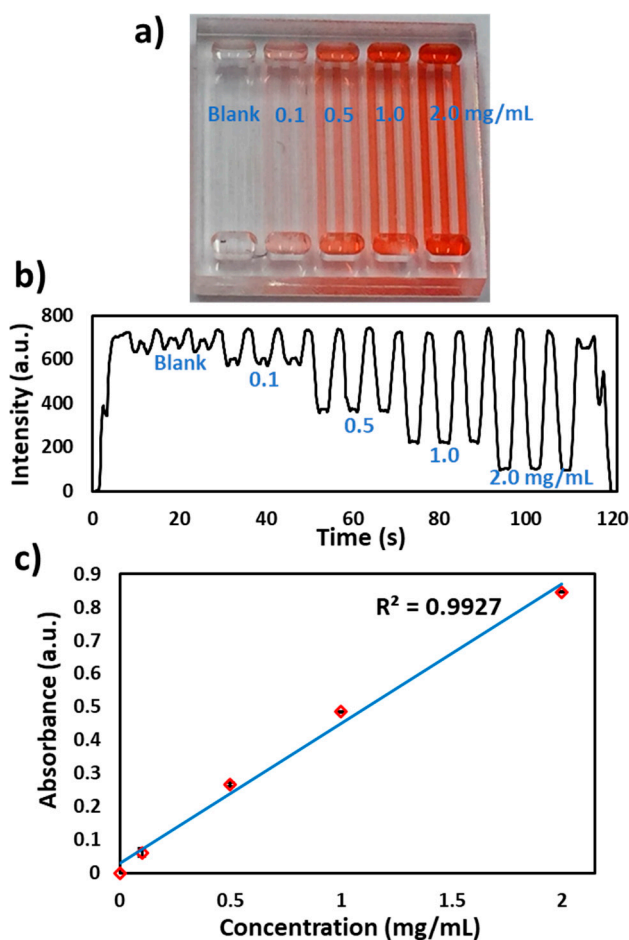 a)
Blank 0.1 0.5 1.0 2.0 mg/mL
b)
Intensity (a.u.)
800
600
400
200
0
Blank
0.1
0.5
1.0
2.0 mg/mL
0 20 40 60 80 100 120
Time (s)
c)
Absorbance (a.u.)
0.9
0.8
0.7
0.6
0.5
0.4
0.3
0.2
0.1
0
R² = 0.9927
0 0.5 1 1.5 2
Concentration (mg/mL)